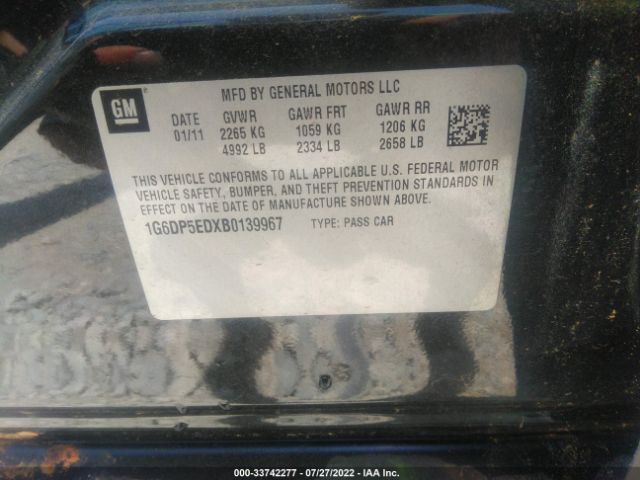 MFD BY GENERAL MOTORS LLC
GM
DATE GVWR GAWR FRT GAWR RR
01/11 2265 KG 1059 KG 1206 KG
4992 LB 2334 LB 2658 LB
THIS VEHICLE CONFORMS TO ALL APPLICABLE U.S. FEDERAL MOTOR
VEHICLE SAFETY, BUMPER, AND THEFT PREVENTION STANDARDS IN
EFFECT ON THE DATE OF MANUFACTURE SHOWN ABOVE.
1G6DP5EDXB0139967 TYPE: PASS CAR
000-33742277 - 07/27/2022 - IAA Inc.